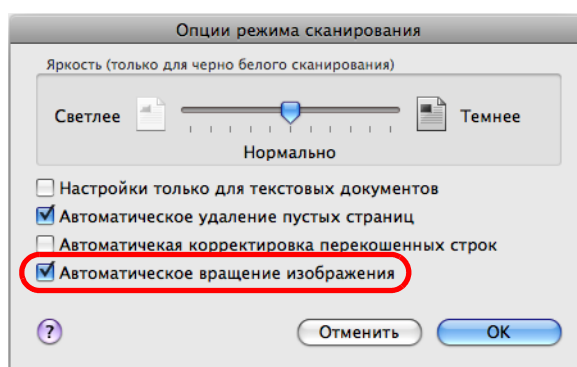 Опции режима сканирования
Яркость (только для черно белого сканирования)
Светлее Темнее
Нормально
Настройки только для текстовых документов
Автоматическое удаление пустых страниц
Автоматичекая корректировка перекошенных строк
Автоматическое вращение изображения
? Отменить OK